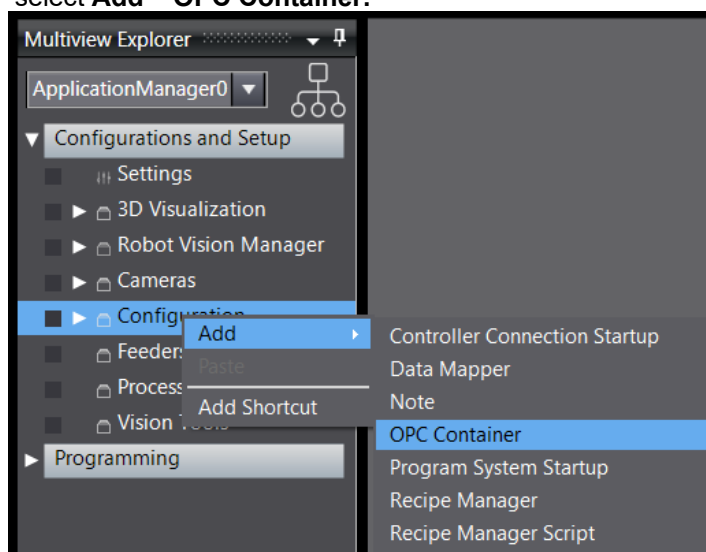 select Add – OPC Container:
Multiview Explorer
ApplicationManager0
Configurations and Setup
Settings
3D Visualization
Robot Vision Manager
Cameras
Configuration
Add
Controller Connection Startup
Feeders
Paste
Data Mapper
Process
Add Shortcut
Note
Vision Tools
OPC Container
Programming
Program System Startup
Recipe Manager
Recipe Manager Script